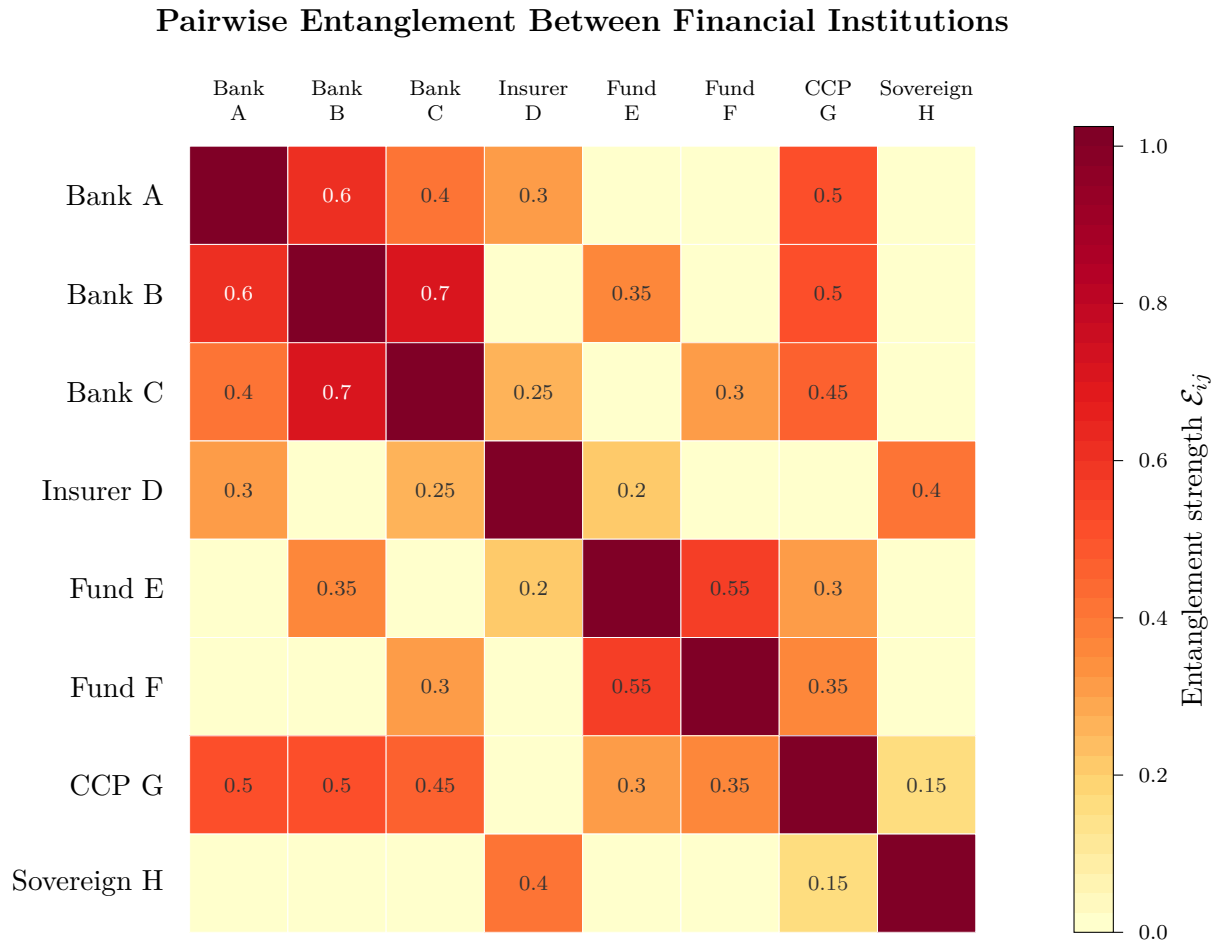 Pairwise Entanglement Between Financial Institutions
Bank Bank Bank Insurer Fund Fund CCP Sovereign
A B C D E F G H
Bank A 0.6 0.4 0.3 0.5
Bank B 0.6 0.7 0.35 0.5
Bank C 0.4 0.7 0.25 0.3 0.45
Insurer D 0.3 0.25 0.2 0.4
Fund E 0.35 0.2 0.55 0.3
Fund F 0.3 0.55 0.35
CCP G 0.5 0.5 0.45 0.3 0.35 0.15
Sovereign H 0.4 0.15
1.0
0.8
0.6
0.4
0.2
0.0
Entanglement strength ℰᵢⱼ